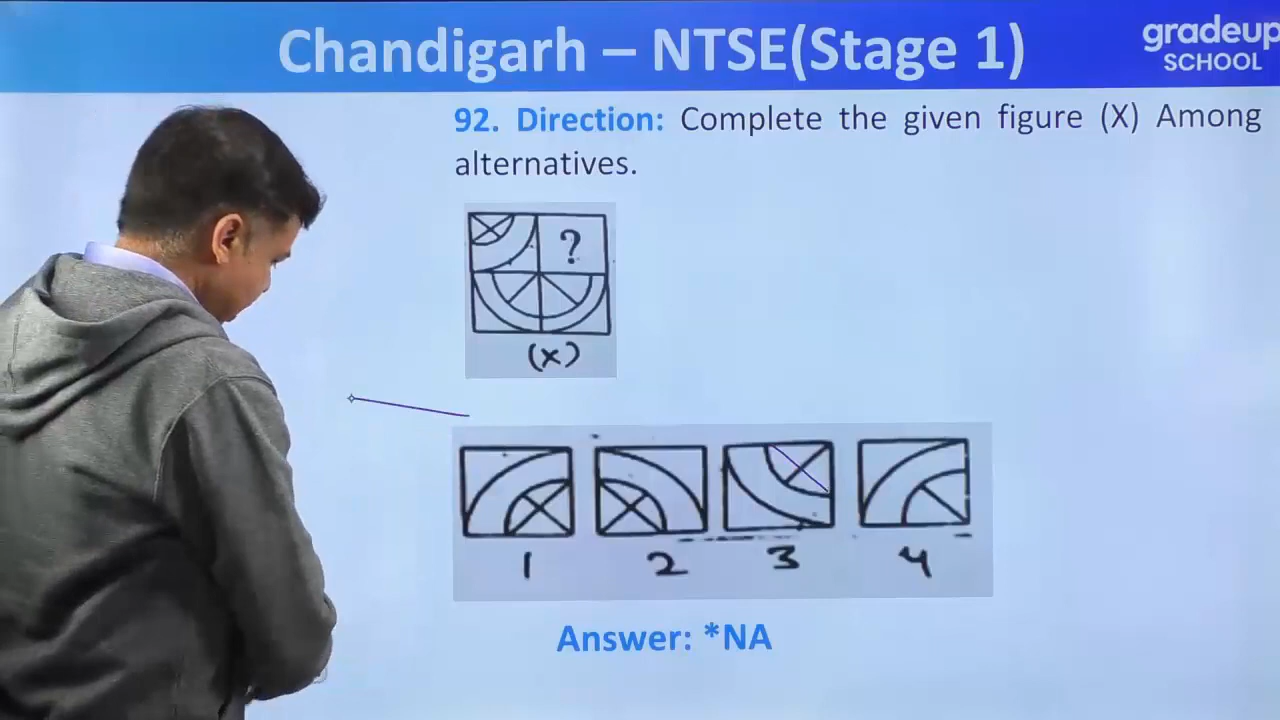 Chandigarh – NTSE(Stage 1)
gradeup
SCHOOL
92. Direction: Complete the given figure (X) Among
alternatives.
?
(x)
1 2 3 4
Answer: *NA